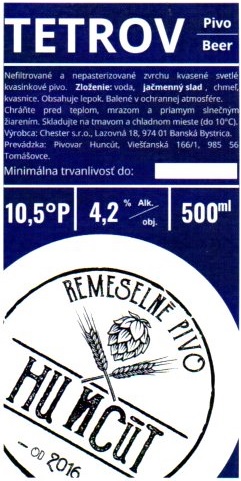 TETROV
Pivo
Beer
Nefiltrované a nepasterizované zvrchu kvasené svetlé
kvasinkové pivo. Zloženie: voda, jačmenný slad , chmeľ,
kvasnice. Obsahuje lepok. Balené v ochrannej atmosfére.
Chráňte pred teplom, mrazom a priamym slnečným
žiarením. Skladujte na tmavom a chladnom mieste (do 10°C).
Výrobca: Chester s.r.o., Lazovná 18, 974 01 Banská Bystrica.
Prevádzka: Pivovar Huncút, Viešťanská 166/1, 985 56
Tomášovce.
Minimálna trvanlivosť do:
10,5°P
4,2 % Alk.
obj.
500ml
REMESELNÉ PIVO
HUNCÚT
OD 2016